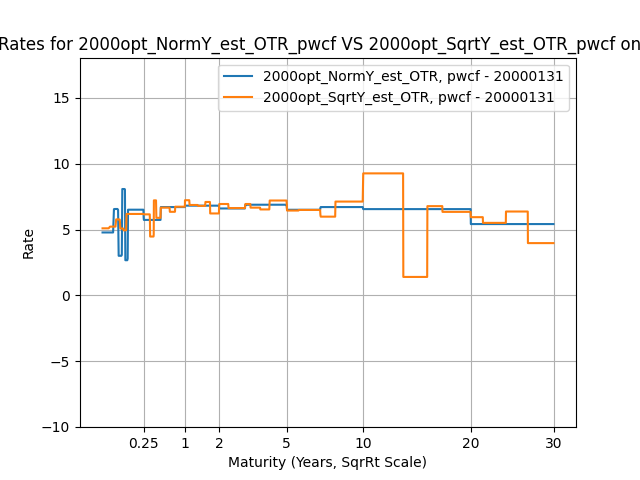 Rates for 2000opt_NormY_est_OTR_pwcf VS 2000opt_SqrtY_est_OTR_pwcf on
2000opt_NormY_est_OTR, pwcf - 20000131
2000opt_SqrtY_est_OTR, pwcf - 20000131
15
10
5
0
−5
−10
Rate
0.25 1 2 5 10 20 30
Maturity (Years, SqrRt Scale)